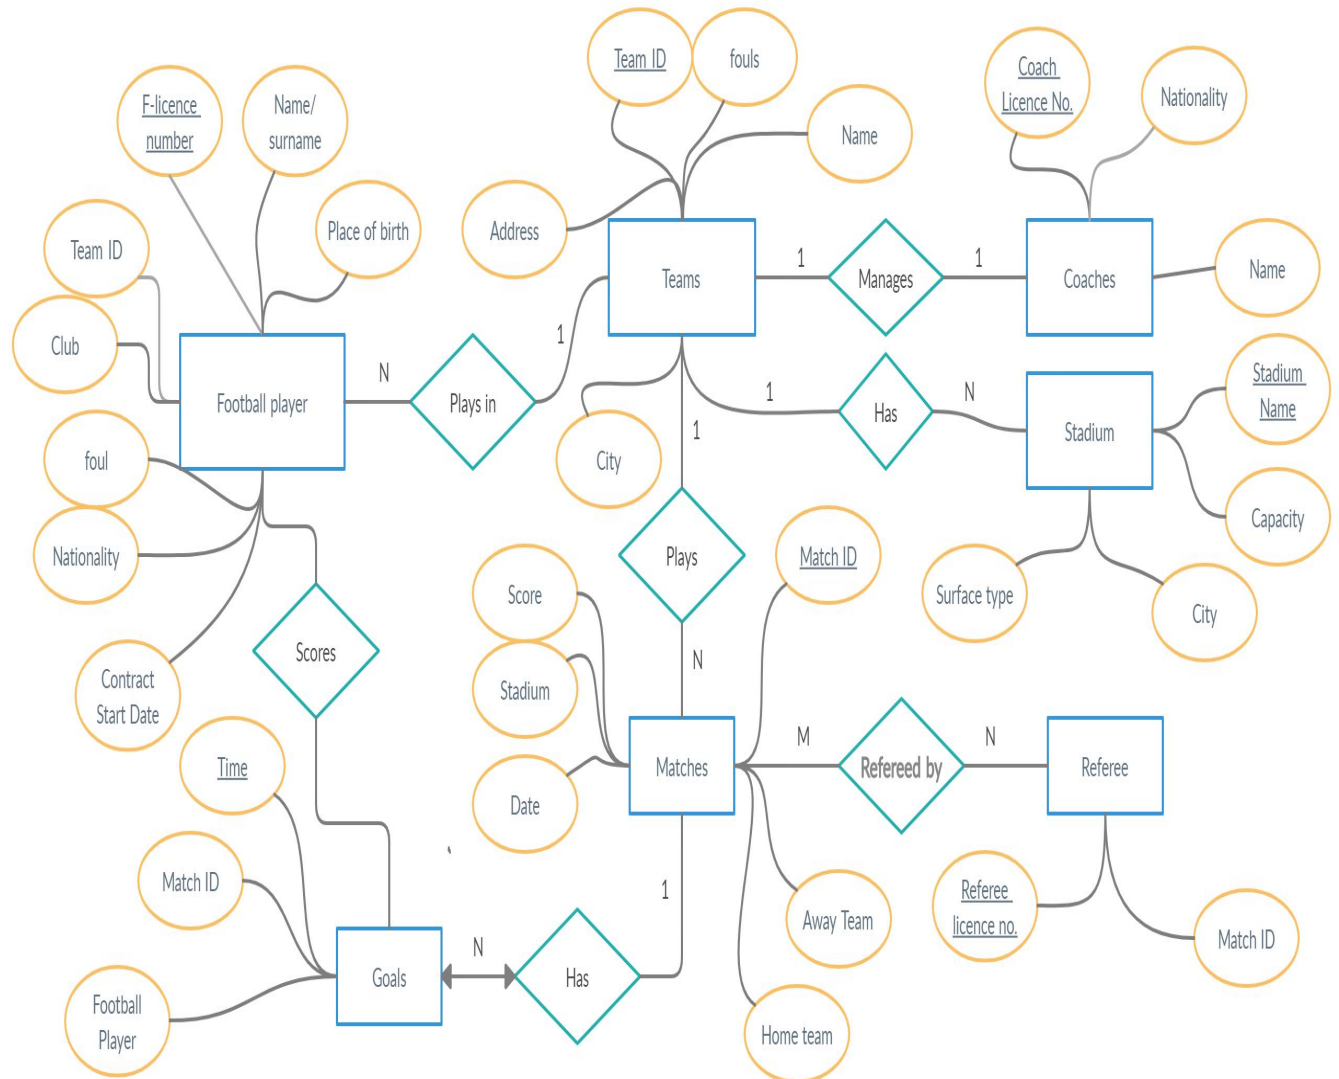 Team ID
fouls
Coach
Licence No.
Nationality
F-licence
number
Name/
surname
Name
Place of birth
Address
Team ID
Club
Teams
1
Manages
1
Coaches
Name
Football player
N
Plays in
1
1
Has
N
Stadium
Stadium
Name
Capacity
foul
City
1
Nationality
Plays
Match ID
Score
Surface type
City
Scores
N
Stadium
Contract
Start Date
Time
Date
Matches
M
Refereed by
N
Referee
Match ID
1
Away Team
Referee
licence no.
Match ID
Football
Player
Goals
N
Has
Home team